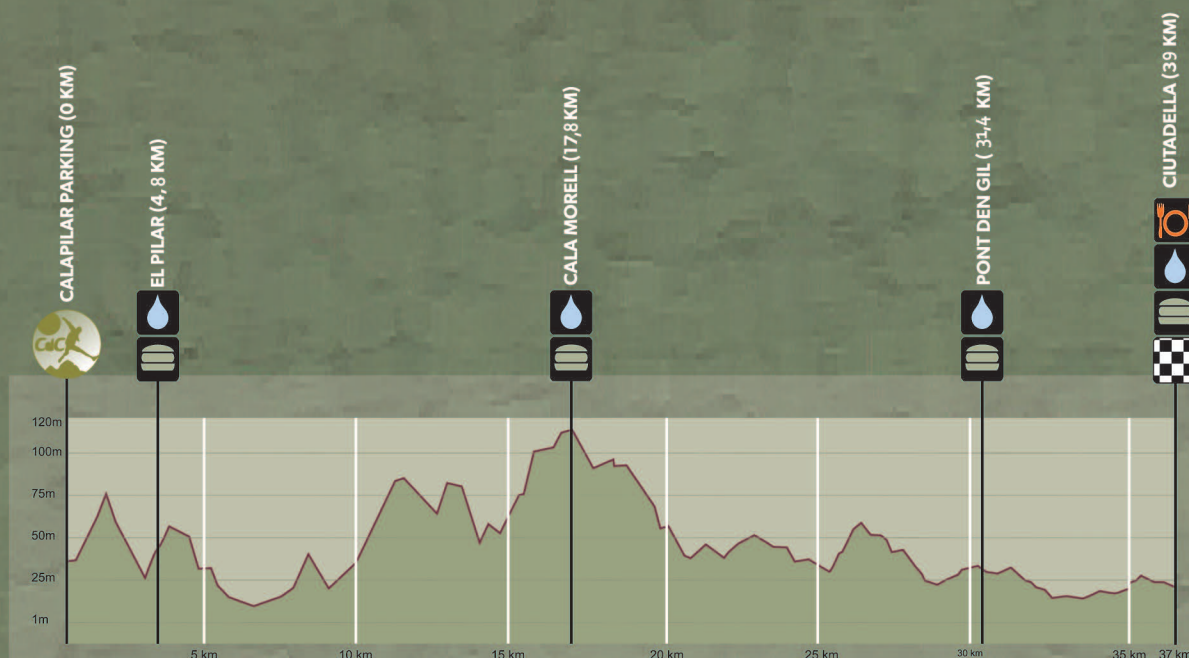 CALAPILAR PARKING (0 KM)
EL PILAR (4,8 KM)
CALA MORELL (17,8 KM)
PONT DEN GIL ( 31,4 KM)
CIUTADELLA (39 KM)
CdC
120m
100m
75m
50m
25m
1m
5 km
10 km
15 km
20 km
25 km
30 km
35 km
37 km